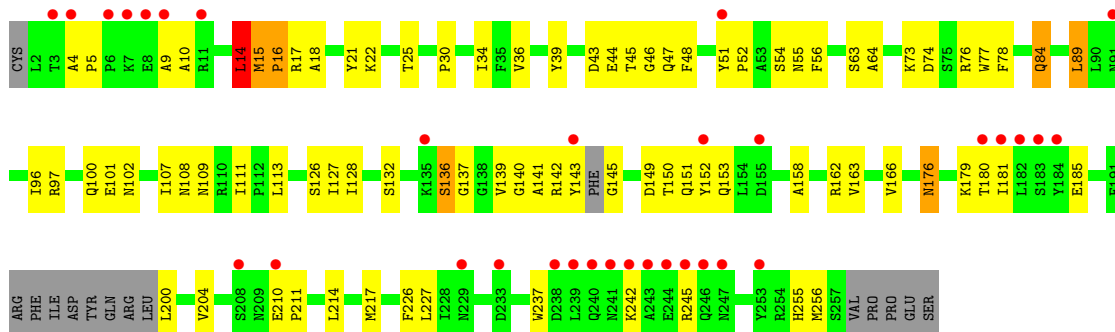 CYS L2 T3 A4 P5 P6 K7 E8 A9 A10 R11 L14 M15 P16 R17 A18 Y21 K22 T25 P30 I34 F35 V36 Y39 D43 E44 T45 G46 Q47 F48 Y51 P52 A53 S54 N55 F56 S63 A64 K73 D74 S75 R76 W77 F78 Q84 L89 L90 N91
I96 R97 Q100 E101 N102 I107 N108 N109 R110 I111 P112 L113 S126 I127 I128 S132 K135 S136 G137 G138 V139 G140 A141 R142 Y143 PHE G145 D149 T150 Q151 Y152 Q153 L154 D155 A158 R162 V163 V166 N176 K179 T180 I181 L182 S183 Y184 E185
ARG PHE ILE ASP TYR GLN ARG LEU L200 V204 S208 N209 E210 P211 L214 M217 F226 L227 I228 N229 D233 W237 D238 L239 Q240 N241 K242 A243 E244 R245 Q246 N247 Y253 R254 H255 M256 S257 VAL PRO PRO GLU SER